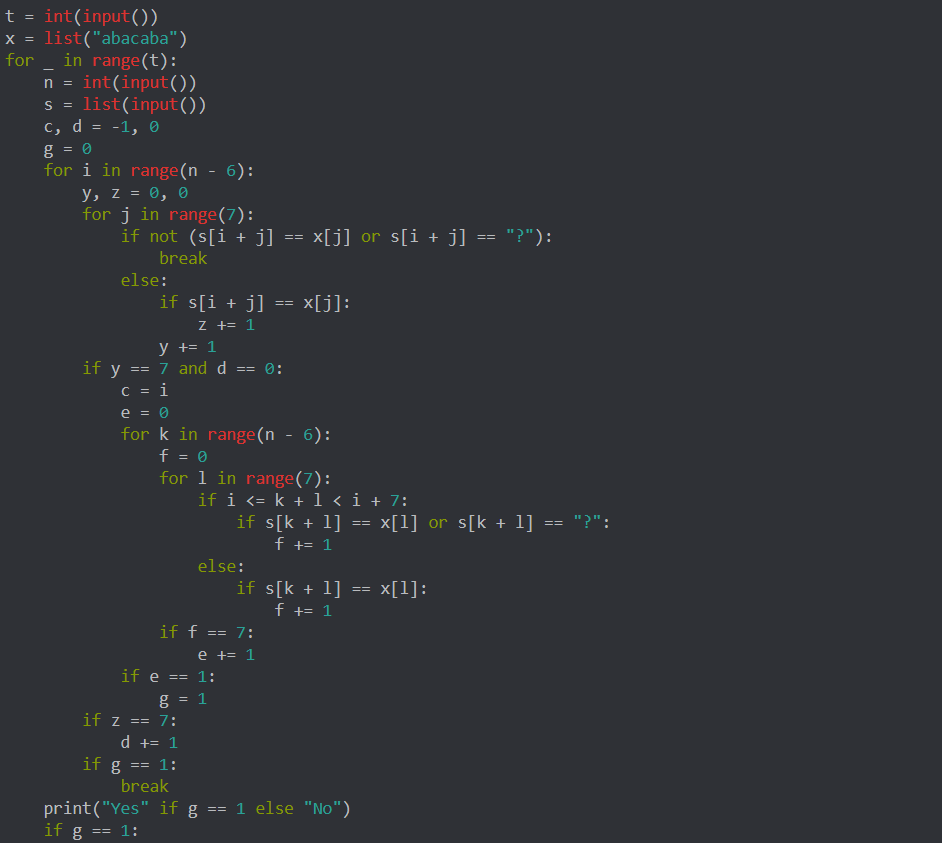 t = int(input())
x = list("abacaba")
for _ in range(t):
    n = int(input())
    s = list(input())
    c, d = -1, 0
    g = 0
    for i in range(n - 6):
        y, z = 0, 0
        for j in range(7):
            if not (s[i + j] == x[j] or s[i + j] == "?"):
                break
            else:
                if s[i + j] == x[j]:
                    z += 1
                y += 1
        if y == 7 and d == 0:
            c = i
            e = 0
            for k in range(n - 6):
                f = 0
                for l in range(7):
                    if i <= k + l < i + 7:
                        if s[k + l] == x[l] or s[k + l] == "?":
                            f += 1
                    else:
                        if s[k + l] == x[l]:
                            f += 1
                if f == 7:
                    e += 1
            if e == 1:
                g = 1
        if z == 7:
            d += 1
        if g == 1:
            break
    print("Yes" if g == 1 else "No")
    if g == 1: